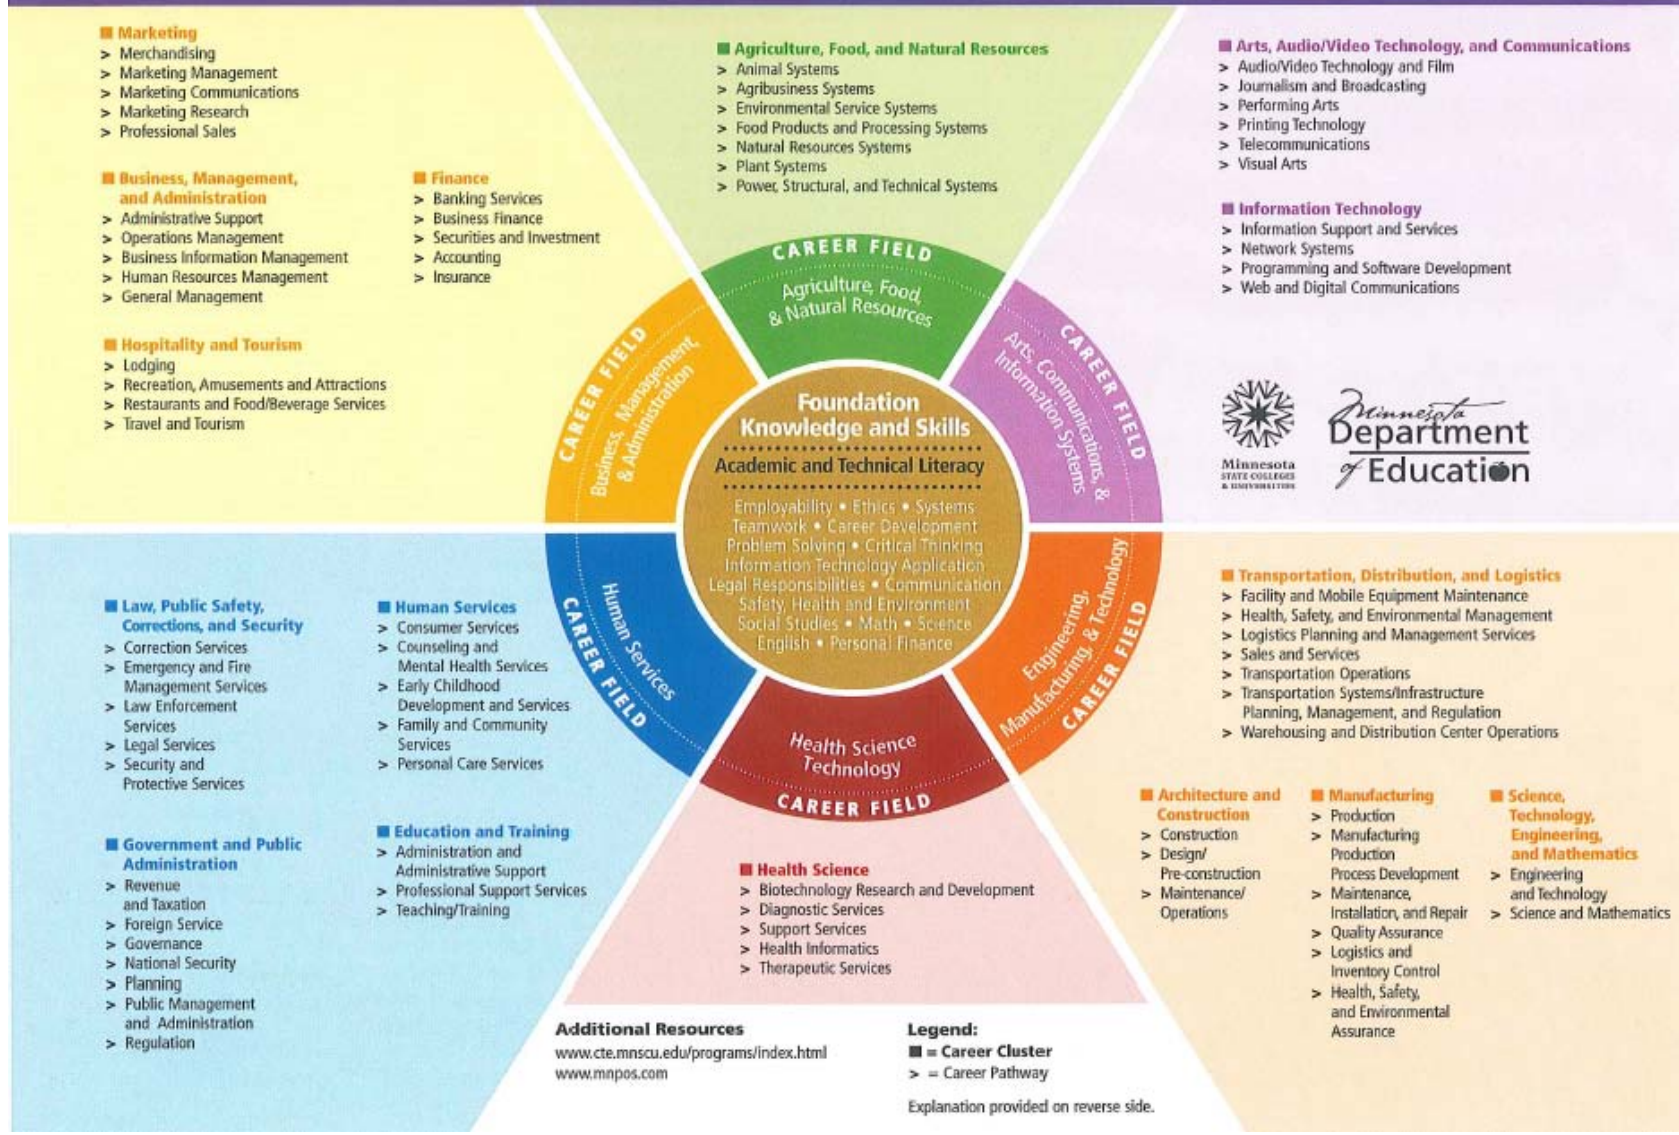 ■ Marketing
> Merchandising
> Marketing Management
> Marketing Communications
> Marketing Research
> Professional Sales
■ Business, Management,
and Administration
> Administrative Support
> Operations Management
> Business Information Management
> Human Resources Management
> General Management
■ Finance
> Banking Services
> Business Finance
> Securities and Investment
> Accounting
> Insurance
■ Hospitality and Tourism
> Lodging
> Recreation, Amusements and Attractions
> Restaurants and Food/Beverage Services
> Travel and Tourism
CAREER FIELD
Business, Management,
& Administration
■ Agriculture, Food, and Natural Resources
> Animal Systems
> Agribusiness Systems
> Environmental Service Systems
> Food Products and Processing Systems
> Natural Resources Systems
> Plant Systems
> Power, Structural, and Technical Systems
CAREER FIELD
Agriculture, Food,
& Natural Resources
■ Arts, Audio/Video Technology, and Communications
> Audio/Video Technology and Film
> Journalism and Broadcasting
> Performing Arts
> Printing Technology
> Telecommunications
> Visual Arts
■ Information Technology
> Information Support and Services
> Network Systems
> Programming and Software Development
> Web and Digital Communications
CAREER FIELD
Arts, Communications, &
Information Systems
Minnesota
STATE COLLEGES
& UNIVERSITIES
Minnesota
Department
of Education
Foundation
Knowledge and Skills
Academic and Technical Literacy
Employability • Ethics • Systems
Teamwork • Career Development
Problem Solving • Critical Thinking
Information Technology Application
Legal Responsibilities • Communication
Safety, Health and Environment
Social Studies • Math • Science
English • Personal Finance
■ Law, Public Safety,
Corrections, and Security
> Correction Services
> Emergency and Fire
Management Services
> Law Enforcement
Services
> Legal Services
> Security and
Protective Services
■ Human Services
> Consumer Services
> Counseling and
Mental Health Services
> Early Childhood
Development and Services
> Family and Community
Services
> Personal Care Services
■ Government and Public
Administration
> Revenue
and Taxation
> Foreign Service
> Governance
> National Security
> Planning
> Public Management
and Administration
> Regulation
■ Education and Training
> Administration and
Administrative Support
> Professional Support Services
> Teaching/Training
Human Services
CAREER FIELD
Health Science
Technology
CAREER FIELD
■ Health Science
> Biotechnology Research and Development
> Diagnostic Services
> Support Services
> Health Informatics
> Therapeutic Services
Engineering,
Manufacturing, & Technology
CAREER FIELD
■ Transportation, Distribution, and Logistics
> Facility and Mobile Equipment Maintenance
> Health, Safety, and Environmental Management
> Logistics Planning and Management Services
> Sales and Services
> Transportation Operations
> Transportation Systems/Infrastructure
Planning, Management, and Regulation
> Warehousing and Distribution Center Operations
■ Architecture and
Construction
> Construction
> Design/
Pre-construction
> Maintenance/
Operations
■ Manufacturing
> Production
> Manufacturing
Production
Process Development
> Maintenance,
Installation, and Repair
> Quality Assurance
> Logistics and
Inventory Control
> Health, Safety,
and Environmental
Assurance
■ Science,
Technology,
Engineering,
and Mathematics
> Engineering
and Technology
> Science and Mathematics
Additional Resources
www.cte.mnscu.edu/programs/index.html
www.mnpos.com
Legend:
■ = Career Cluster
> = Career Pathway
Explanation provided on reverse side.